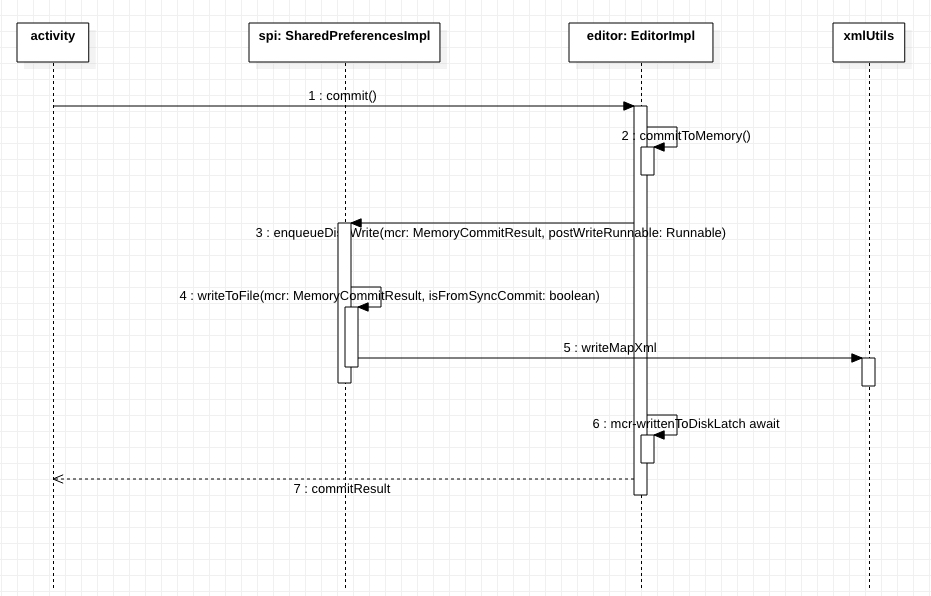 activity
spi: SharedPreferencesImpl
editor: EditorImpl
xmlUtils
1 : commit()
2 : commitToMemory()
3 : enqueueDiskWrite(mcr: MemoryCommitResult, postWriteRunnable: Runnable)
4 : writeToFile(mcr: MemoryCommitResult, isFromSyncCommit: boolean)
5 : writeMapXml
6 : mcr-writtenToDiskLatch await
7 : commitResult